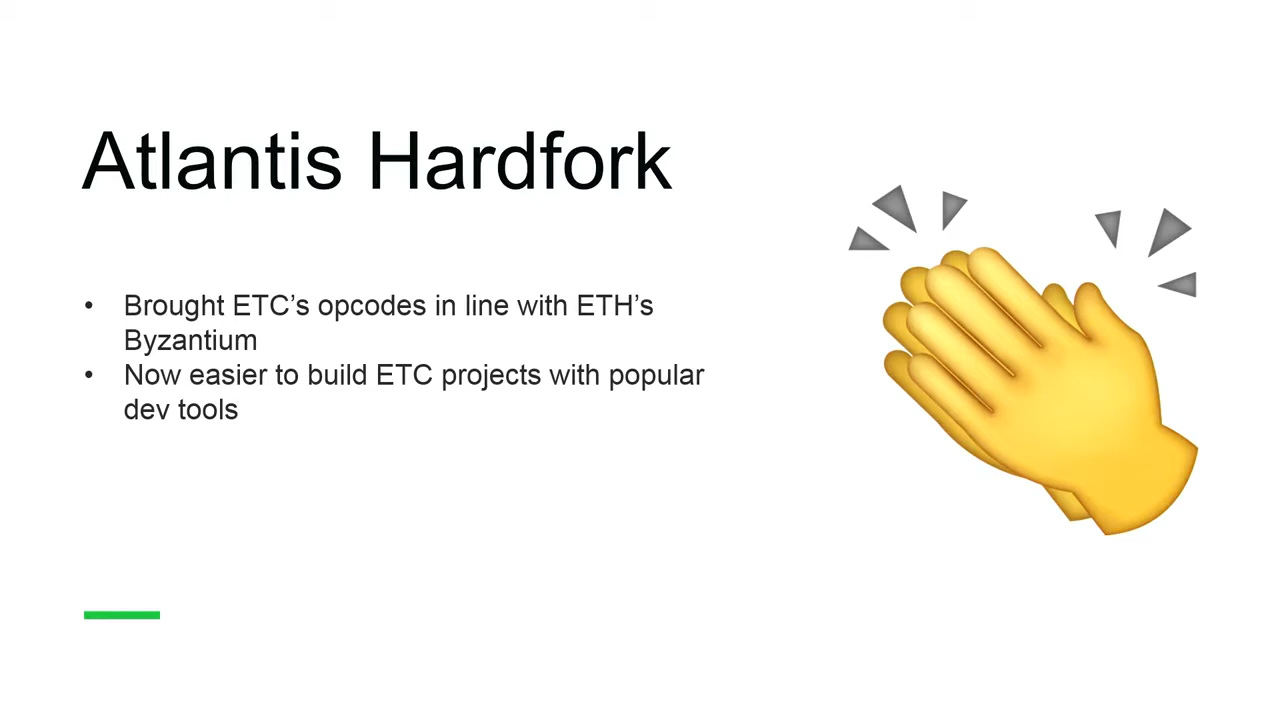 Atlantis Hardfork
• Brought ETC’s opcodes in line with ETH’s
Byzantium
• Now easier to build ETC projects with popular
dev tools